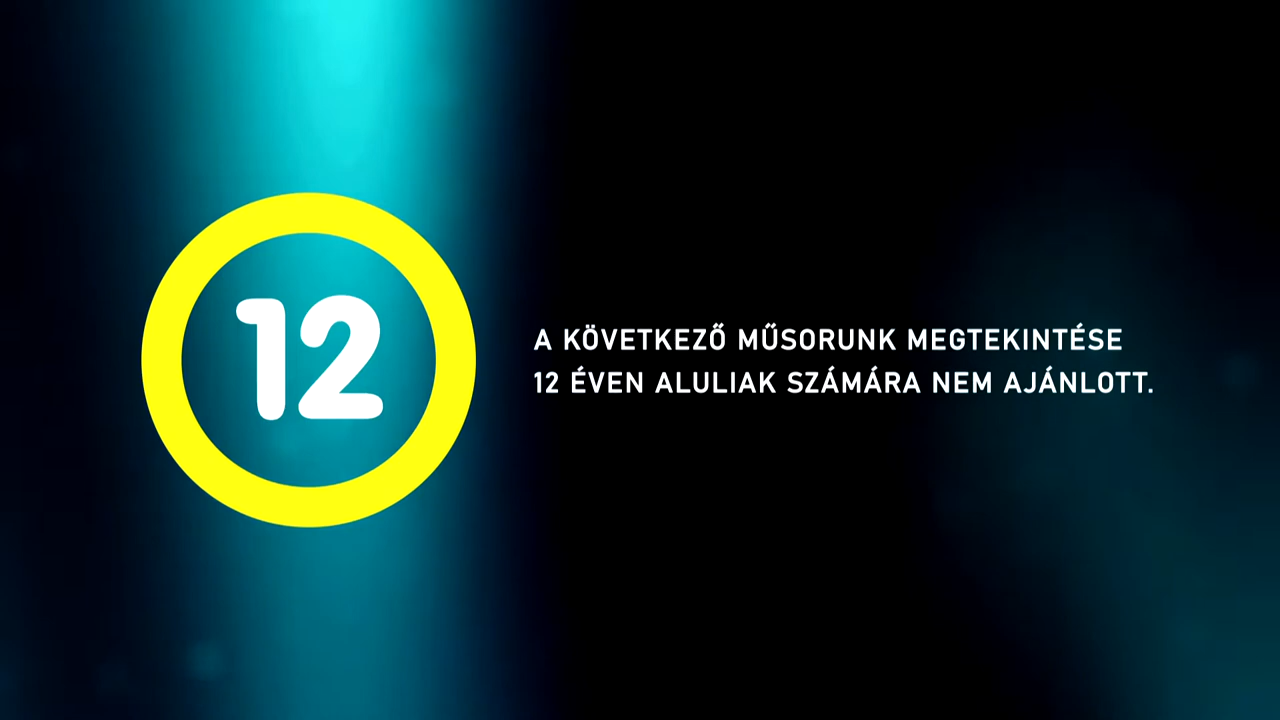 12
A KÖVETKEZŐ MŰSORUNK MEGTEKINTÉSE
12 ÉVEN ALULIAK SZÁMÁRA NEM AJÁNLOTT.